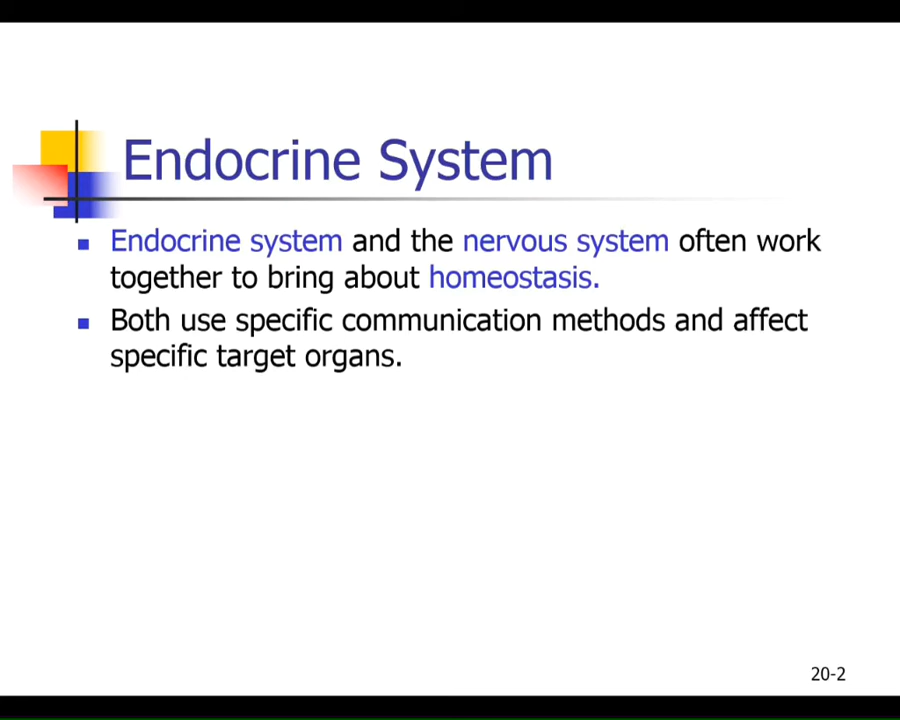 Endocrine System
Endocrine system and the nervous system often work
together to bring about homeostasis.
Both use specific communication methods and affect
specific target organs.
20-2